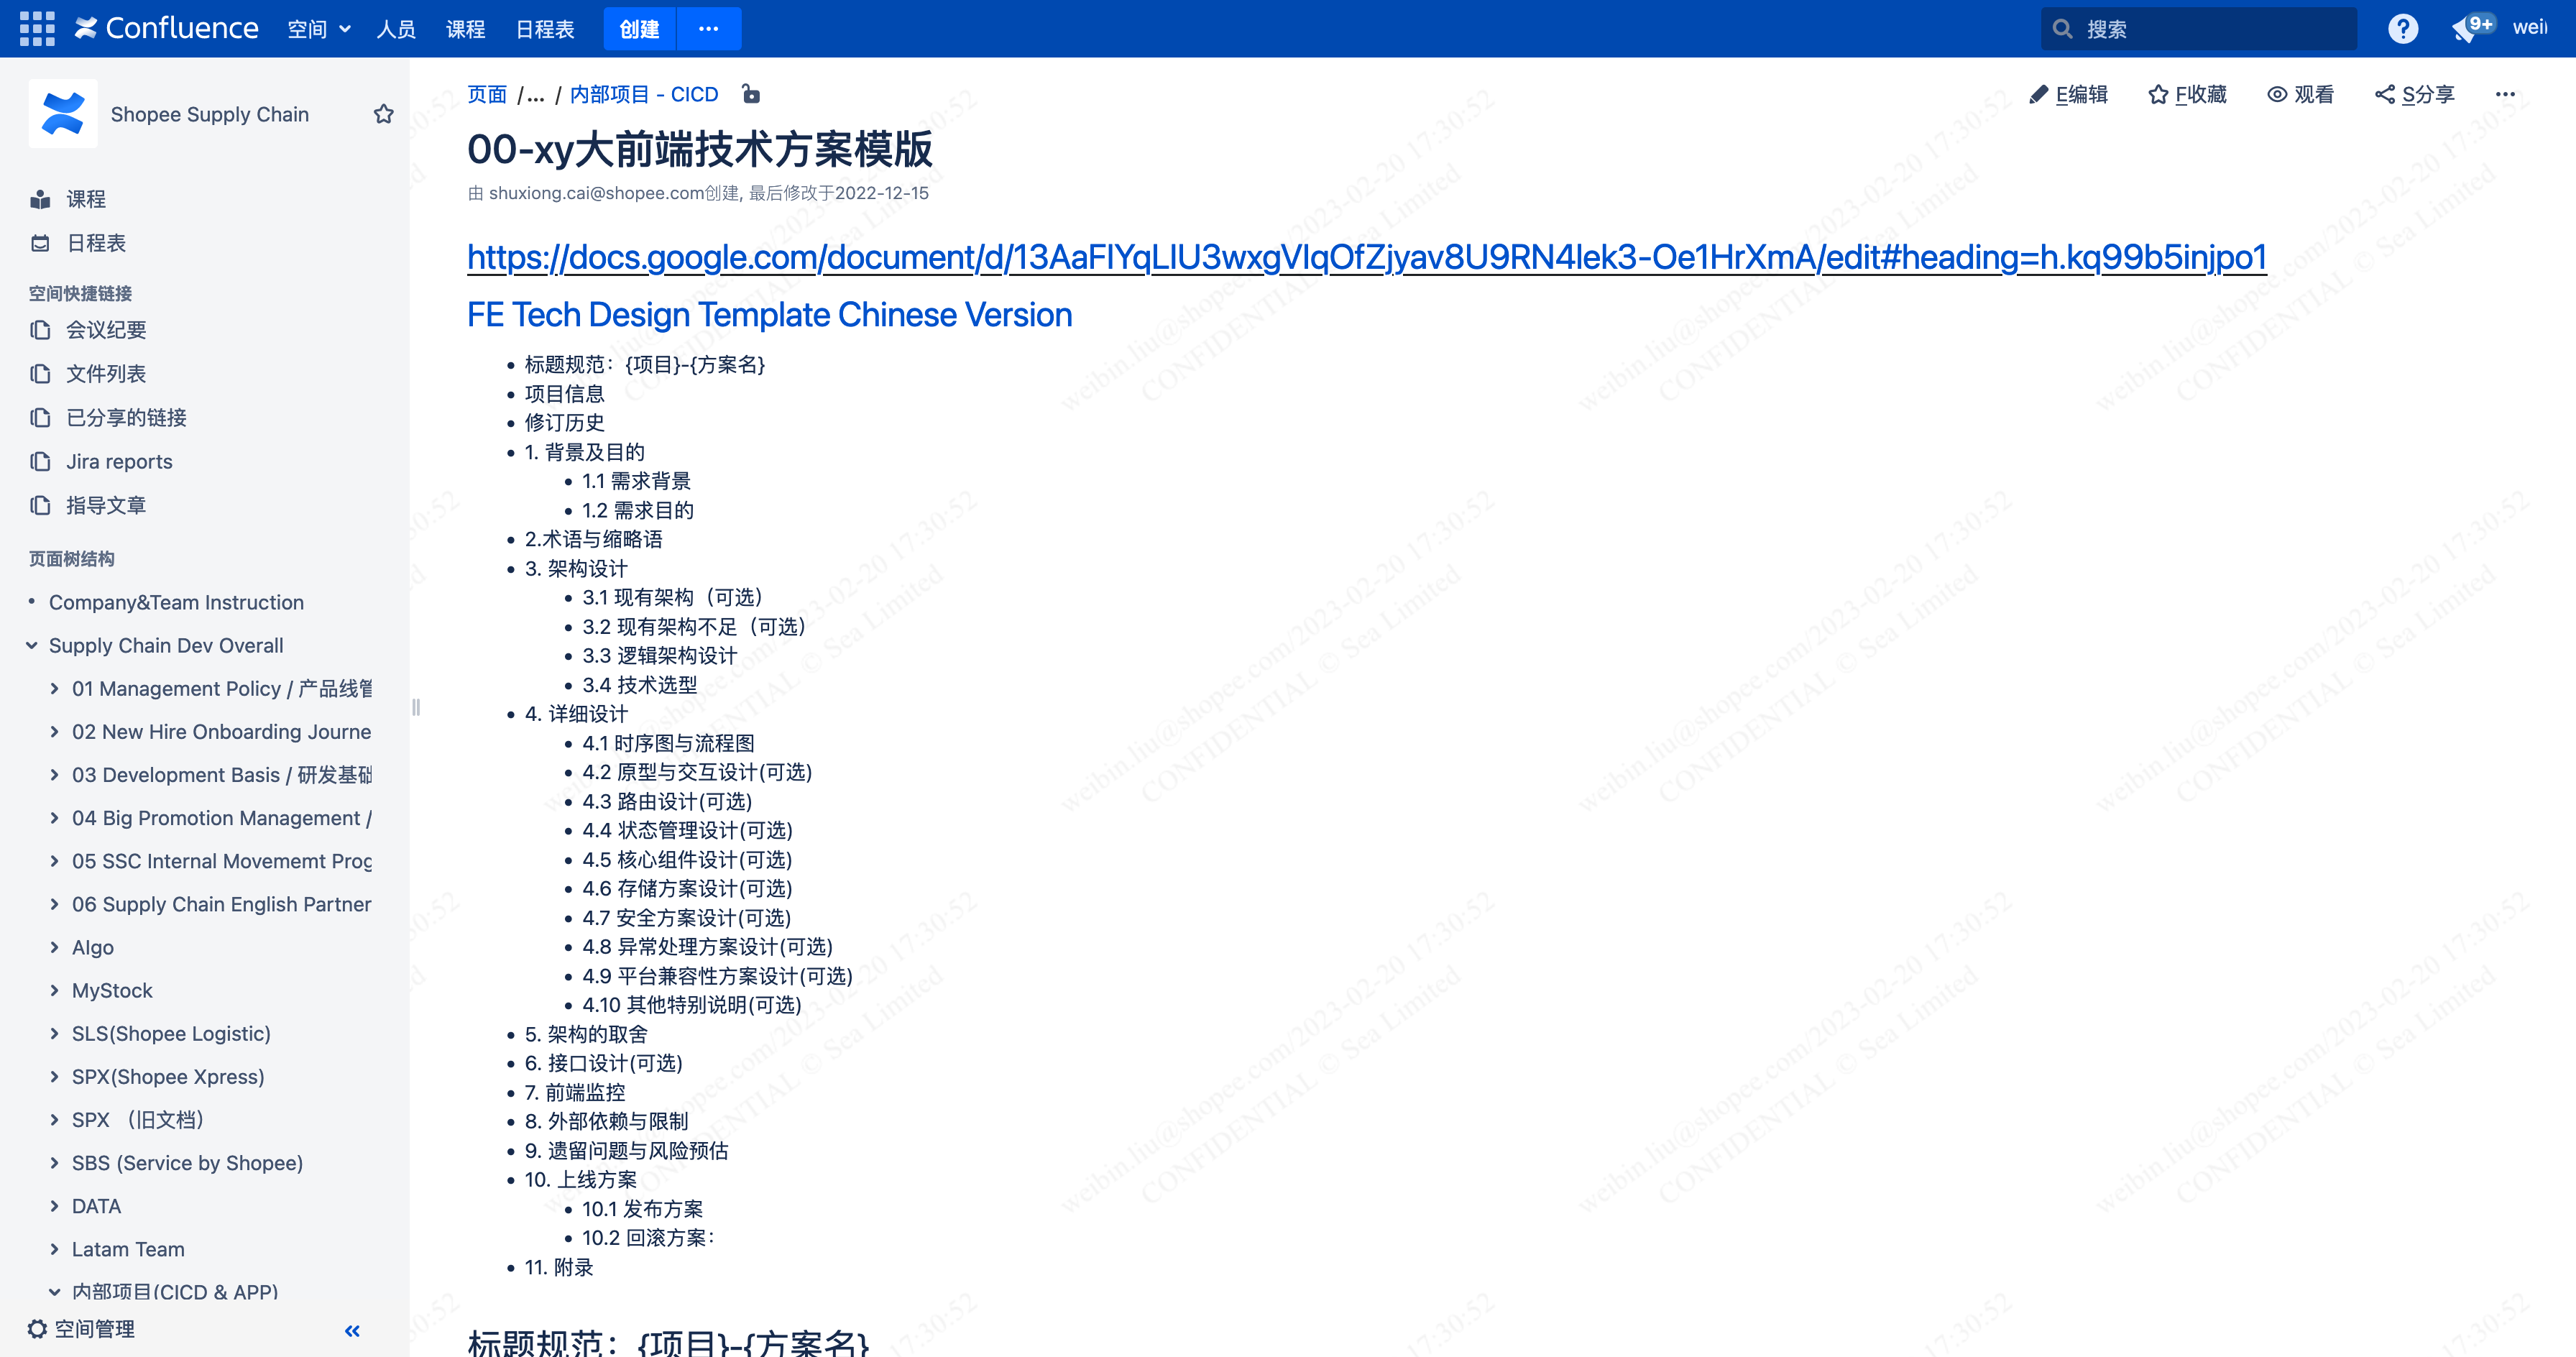 Confluence 空间 人员 课程 日程表 创建 ··· 搜索 9+ wei
Shopee Supply Chain
课程
日程表
空间快捷链接
会议纪要
文件列表
已分享的链接
Jira reports
指导文章
页面树结构
Company&Team Instruction
Supply Chain Dev Overall
01 Management Policy / 产品线管
02 New Hire Onboarding Journe
03 Development Basis / 研发基础
04 Big Promotion Management /
05 SSC Internal Movememt Prog
06 Supply Chain English Partner
Algo
MyStock
SLS(Shopee Logistic)
SPX(Shopee Xpress)
SPX （旧文档）
SBS (Service by Shopee)
DATA
Latam Team
内部项目(CICD & APP)
空间管理
页面 /... / 内部项目 - CICD
E编辑 F收藏 观看 S分享 ···
00-xy大前端技术方案模版
由 shuxiong.cai@shopee.com创建, 最后修改于2022-12-15
https://docs.google.com/document/d/13AaFIYqLIU3wxgVlqOfZjyav8U9RN4lek3-Oe1HrXmA/edit#heading=h.kq99b5injpo1
FE Tech Design Template Chinese Version
标题规范：{项目}-{方案名}
项目信息
修订历史
1. 背景及目的
1.1 需求背景
1.2 需求目的
2.术语与缩略语
3. 架构设计
3.1 现有架构（可选）
3.2 现有架构不足（可选）
3.3 逻辑架构设计
3.4 技术选型
4. 详细设计
4.1 时序图与流程图
4.2 原型与交互设计(可选)
4.3 路由设计(可选)
4.4 状态管理设计(可选)
4.5 核心组件设计(可选)
4.6 存储方案设计(可选)
4.7 安全方案设计(可选)
4.8 异常处理方案设计(可选)
4.9 平台兼容性方案设计(可选)
4.10 其他特别说明(可选)
5. 架构的取舍
6. 接口设计(可选)
7. 前端监控
8. 外部依赖与限制
9. 遗留问题与风险预估
10. 上线方案
10.1 发布方案
10.2 回滚方案：
11. 附录
标题规范：{项目}-{方案名}
weibin.liu@shopee.com/2023-02-20 17:30:52
CONFIDENTIAL © Sea Limited